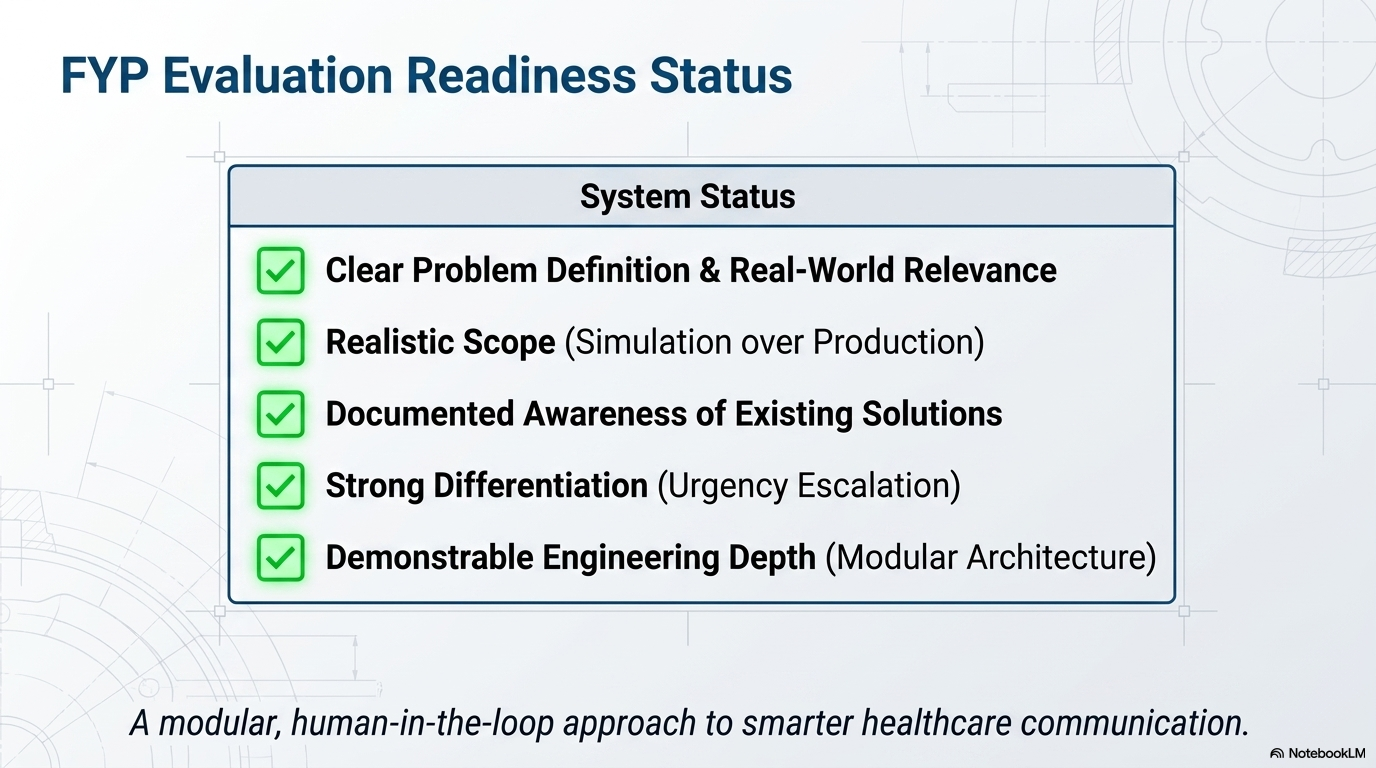 FYP Evaluation Readiness Status
System Status
Clear Problem Definition & Real-World Relevance
Realistic Scope (Simulation over Production)
Documented Awareness of Existing Solutions
Strong Differentiation (Urgency Escalation)
Demonstrable Engineering Depth (Modular Architecture)
A modular, human-in-the-loop approach to smarter healthcare communication.
NotebookLM